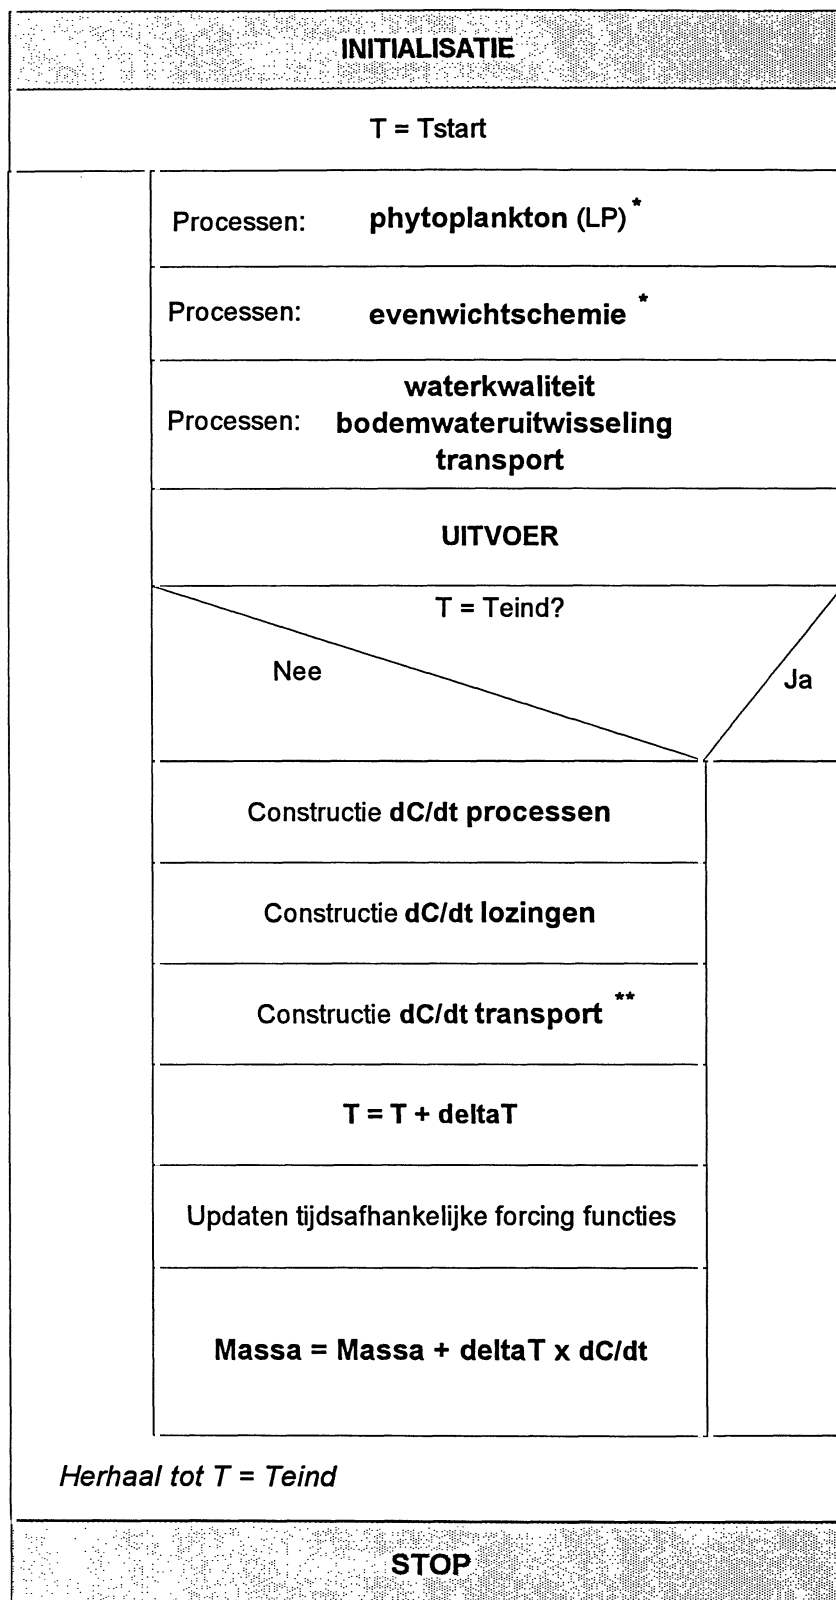 INITIALISATIE
T = Tstart
Processen: phytoplankton (LP) *
Processen: evenwichtschemie *
waterkwaliteit
Processen: bodemwateruitwisseling
transport
UITVOER
T = Teind?
Nee
Ja
Constructie dC/dt processen
Constructie dC/dt lozingen
Constructie dC/dt transport **
T = T + deltaT
Updaten tijdsafhankelijke forcing functies
Massa = Massa + deltaT x dC/dt
Herhaal tot T = Teind
STOP